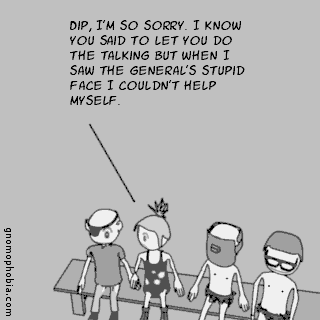 DIP, I'M SO SORRY. I KNOW
YOU SAID TO LET YOU DO
THE TALKING BUT WHEN I
SAW THE GENERAL'S STUPID
FACE I COULDN'T HELP
MYSELF.
gnomophobia.com